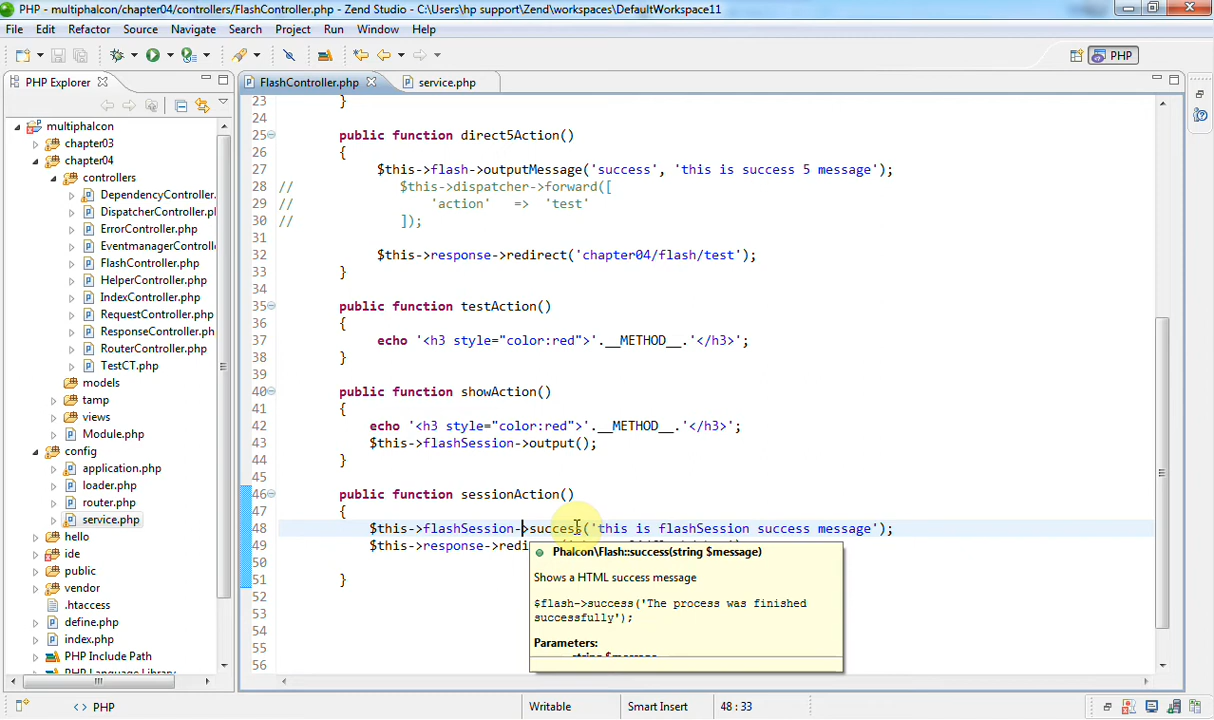 PHP - multiphalcon/chapter04/controllers/FlashController.php - Zend Studio - C:\Users\hp support\Zend\workspaces\DefaultWorkspace11
File Edit Refactor Source Navigate Search Project Run Window Help
PHP
PHP Explorer
FlashController.php
service.php
multiphalcon
chapter03
chapter04
controllers
DependencyController.
DispatcherController.pl
ErrorController.php
EventmanagerControll
FlashController.php
HelperController.php
IndexController.php
RequestController.php
ResponseController.ph
RouterController.php
TestCT.php
models
tamp
views
Module.php
config
application.php
loader.php
router.php
service.php
hello
ide
public
vendor
.htaccess
define.php
index.php
PHP Include Path
23 }
24
25 public function direct5Action()
26 {
27 $this->flash->outputMessage('success', 'this is success 5 message');
28 // $this->dispatcher->forward([
29 // 'action' => 'test'
30 // ]);
31
32 $this->response->redirect('chapter04/flash/test');
33 }
34
35 public function testAction()
36 {
37 echo '<h3 style="color:red">'.__METHOD__.'</h3>';
38 }
39
40 public function showAction()
41 {
42 echo '<h3 style="color:red">'.__METHOD__.'</h3>';
43 $this->flashSession->output();
44 }
45
46 public function sessionAction()
47 {
48 $this->flashSession->success('this is flashSession success message');
49 $this->response->redi
50
51 }
52
53
54
55
56
Phalcon\Flash::success(string $message)
Shows a HTML success message
$flash->success('The process was finished
successfully');
Parameters:
PHP
Writable
Smart Insert
48 : 33